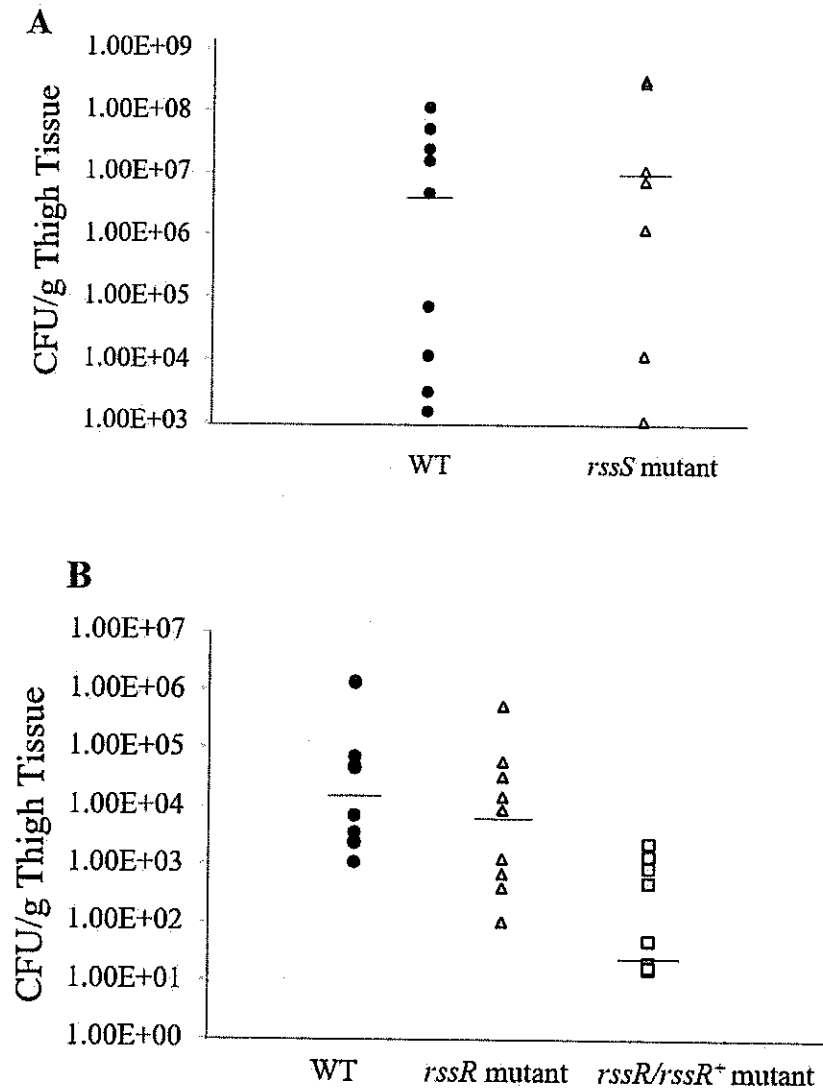 A
1.00E+09
1.00E+08
1.00E+07
1.00E+06
1.00E+05
1.00E+04
1.00E+03
CFU/g Thigh Tissue
WT rssS mutant
B
1.00E+07
1.00E+06
1.00E+05
1.00E+04
1.00E+03
1.00E+02
1.00E+01
1.00E+00
CFU/g Thigh Tissue
WT rssR mutant rssR/rssR⁺ mutant